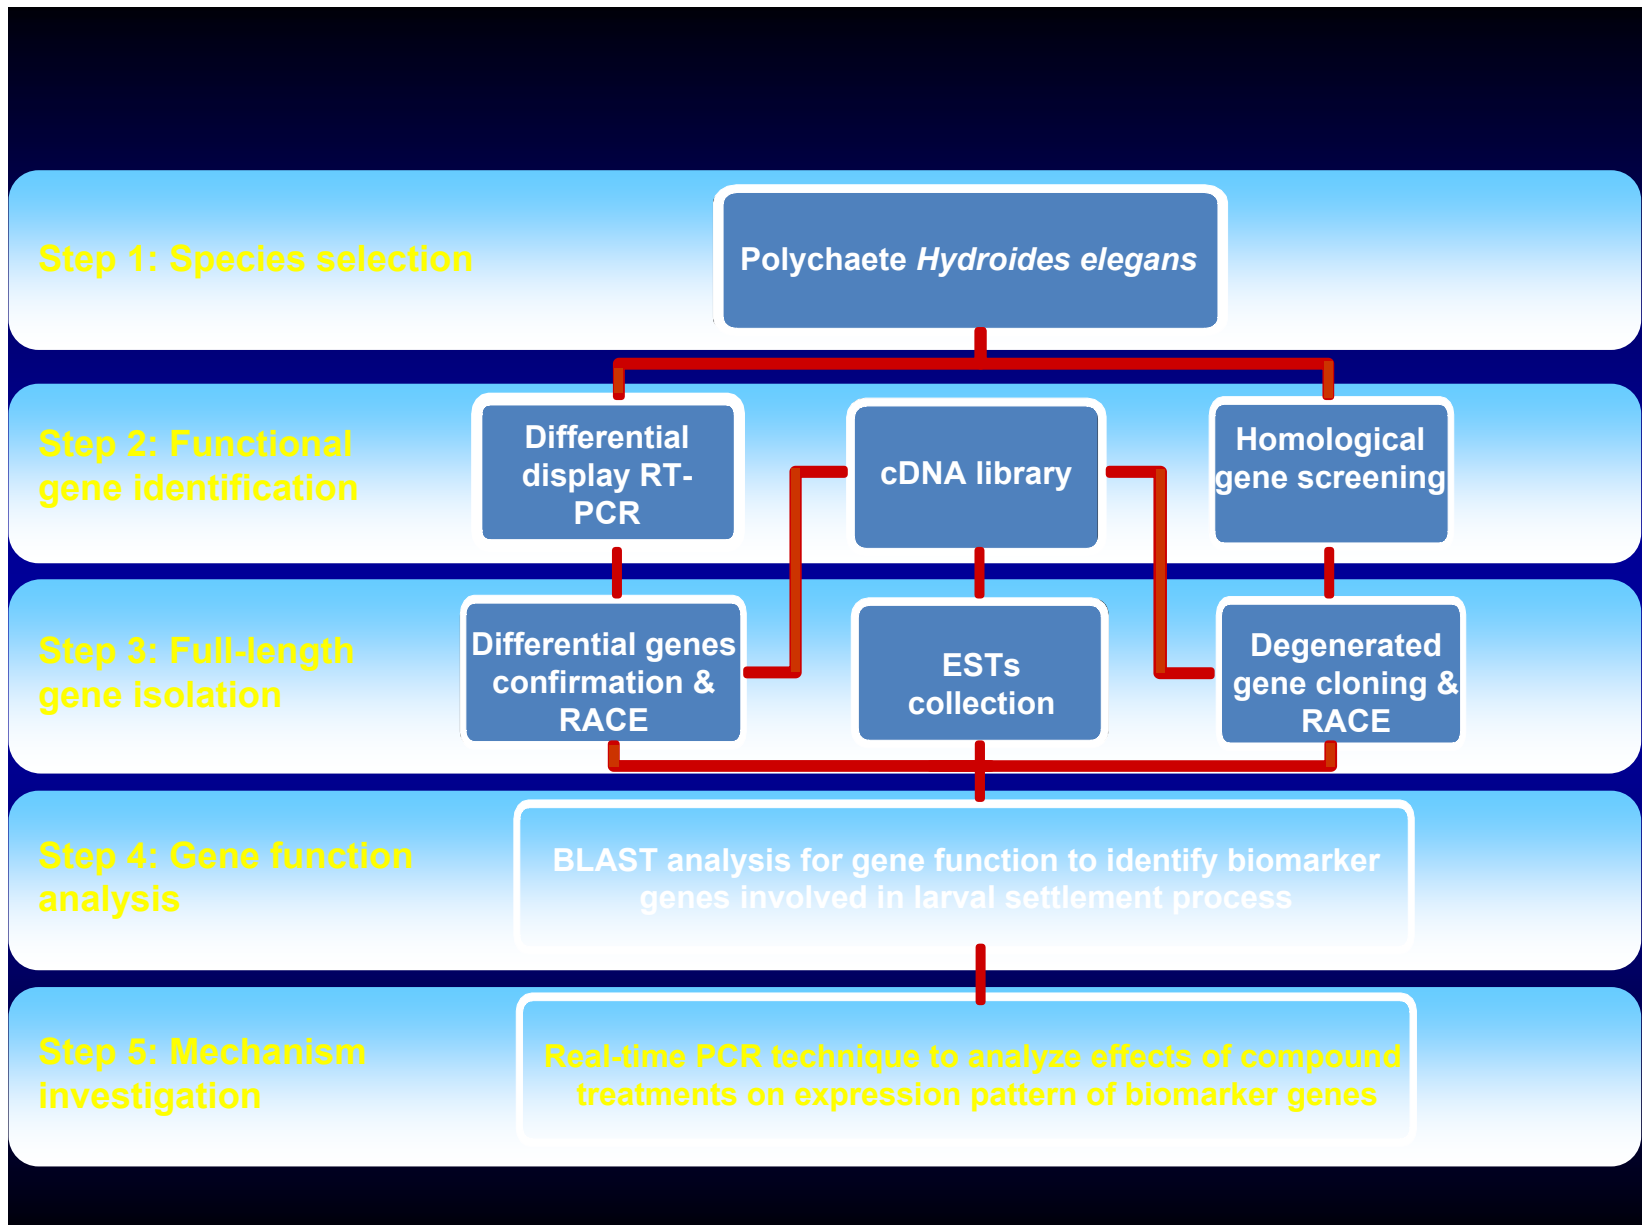 Step 1: Species selection
Polychaete Hydroides elegans
Step 2: Functional
gene identification
Differential
display RT-
PCR
cDNA library
Homological
gene screening
Step 3: Full-length
gene isolation
Differential genes
confirmation &
RACE
ESTs
collection
Degenerated
gene cloning &
RACE
Step 4: Gene function
analysis
BLAST analysis for gene function to identify biomarker
genes involved in larval settlement process
Step 5: Mechanism
investigation
Real-time PCR technique to analyze effects of compound
treatments on expression pattern of biomarker genes